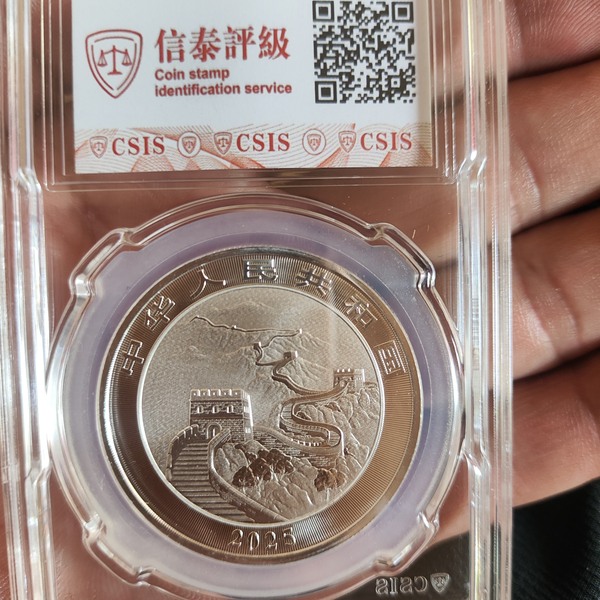 信泰評級
Coin stamp
Identification service
CSIS CSIS CSIS
中华人民共和国
2025
CSIS